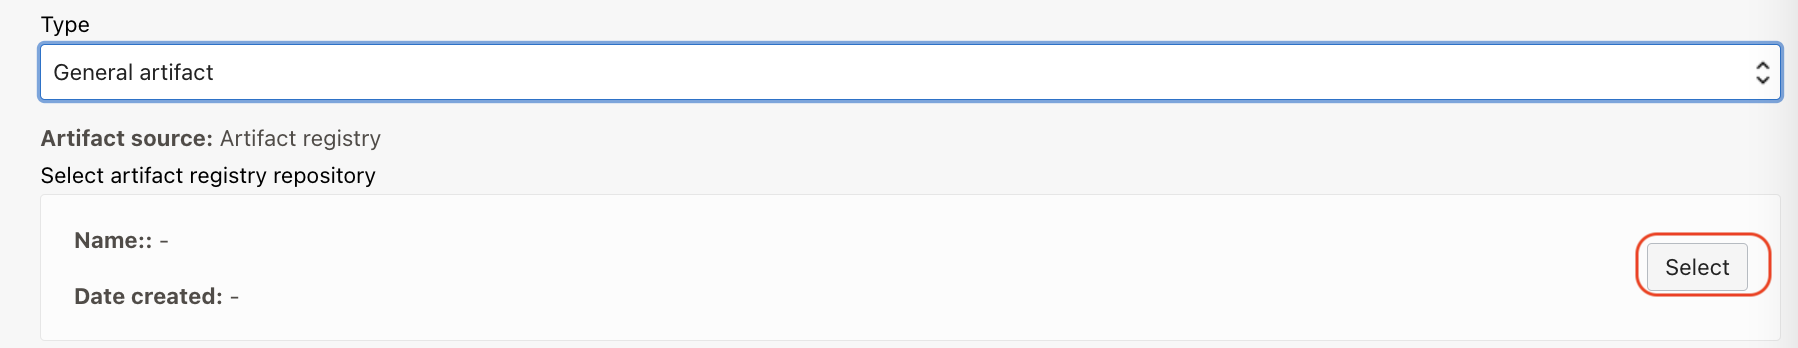 Type
General artifact
Artifact source: Artifact registry
Select artifact registry repository
Name:: -
Select
Date created: -